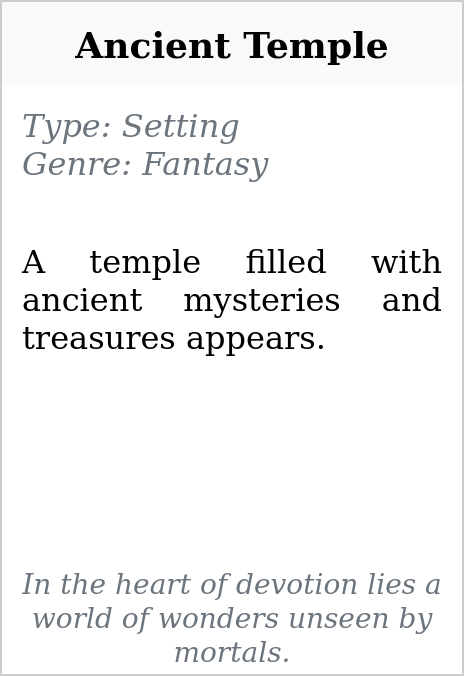 Ancient Temple
Type: Setting
Genre: Fantasy
A temple filled with
ancient mysteries and
treasures appears.
In the heart of devotion lies a
world of wonders unseen by
mortals.